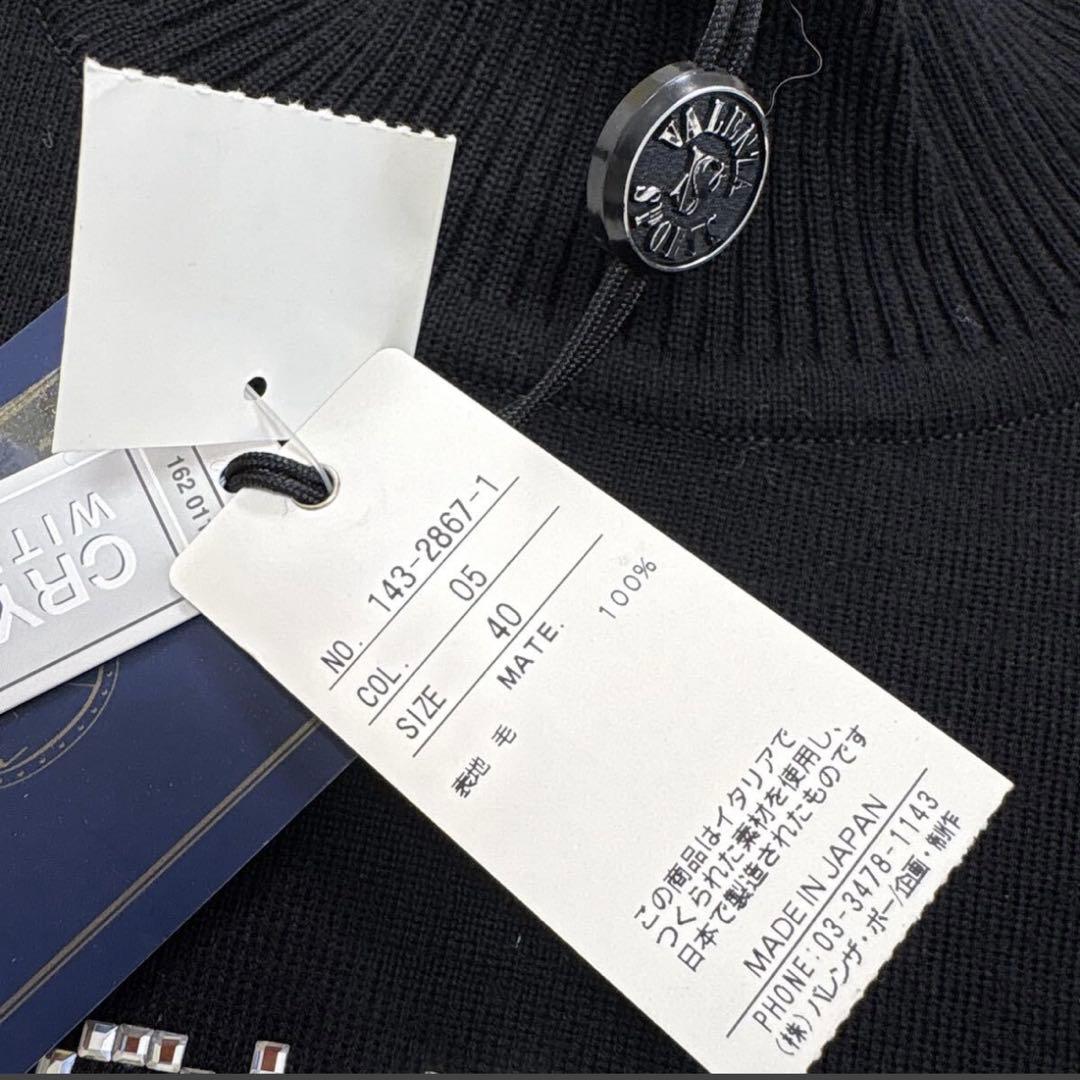 VALENZA
SPORTS
162 011
CRY
WIT
NO. 143-2867-1
COL. 05
SIZE 40
MATE.
表地 毛 100%
この商品はイタリアで
つくられた素材を使用し、
日本で製造されたものです
MADE IN JAPAN
PHONE:03-3478-1143
(株)バレンザ・ポー/企画・制作